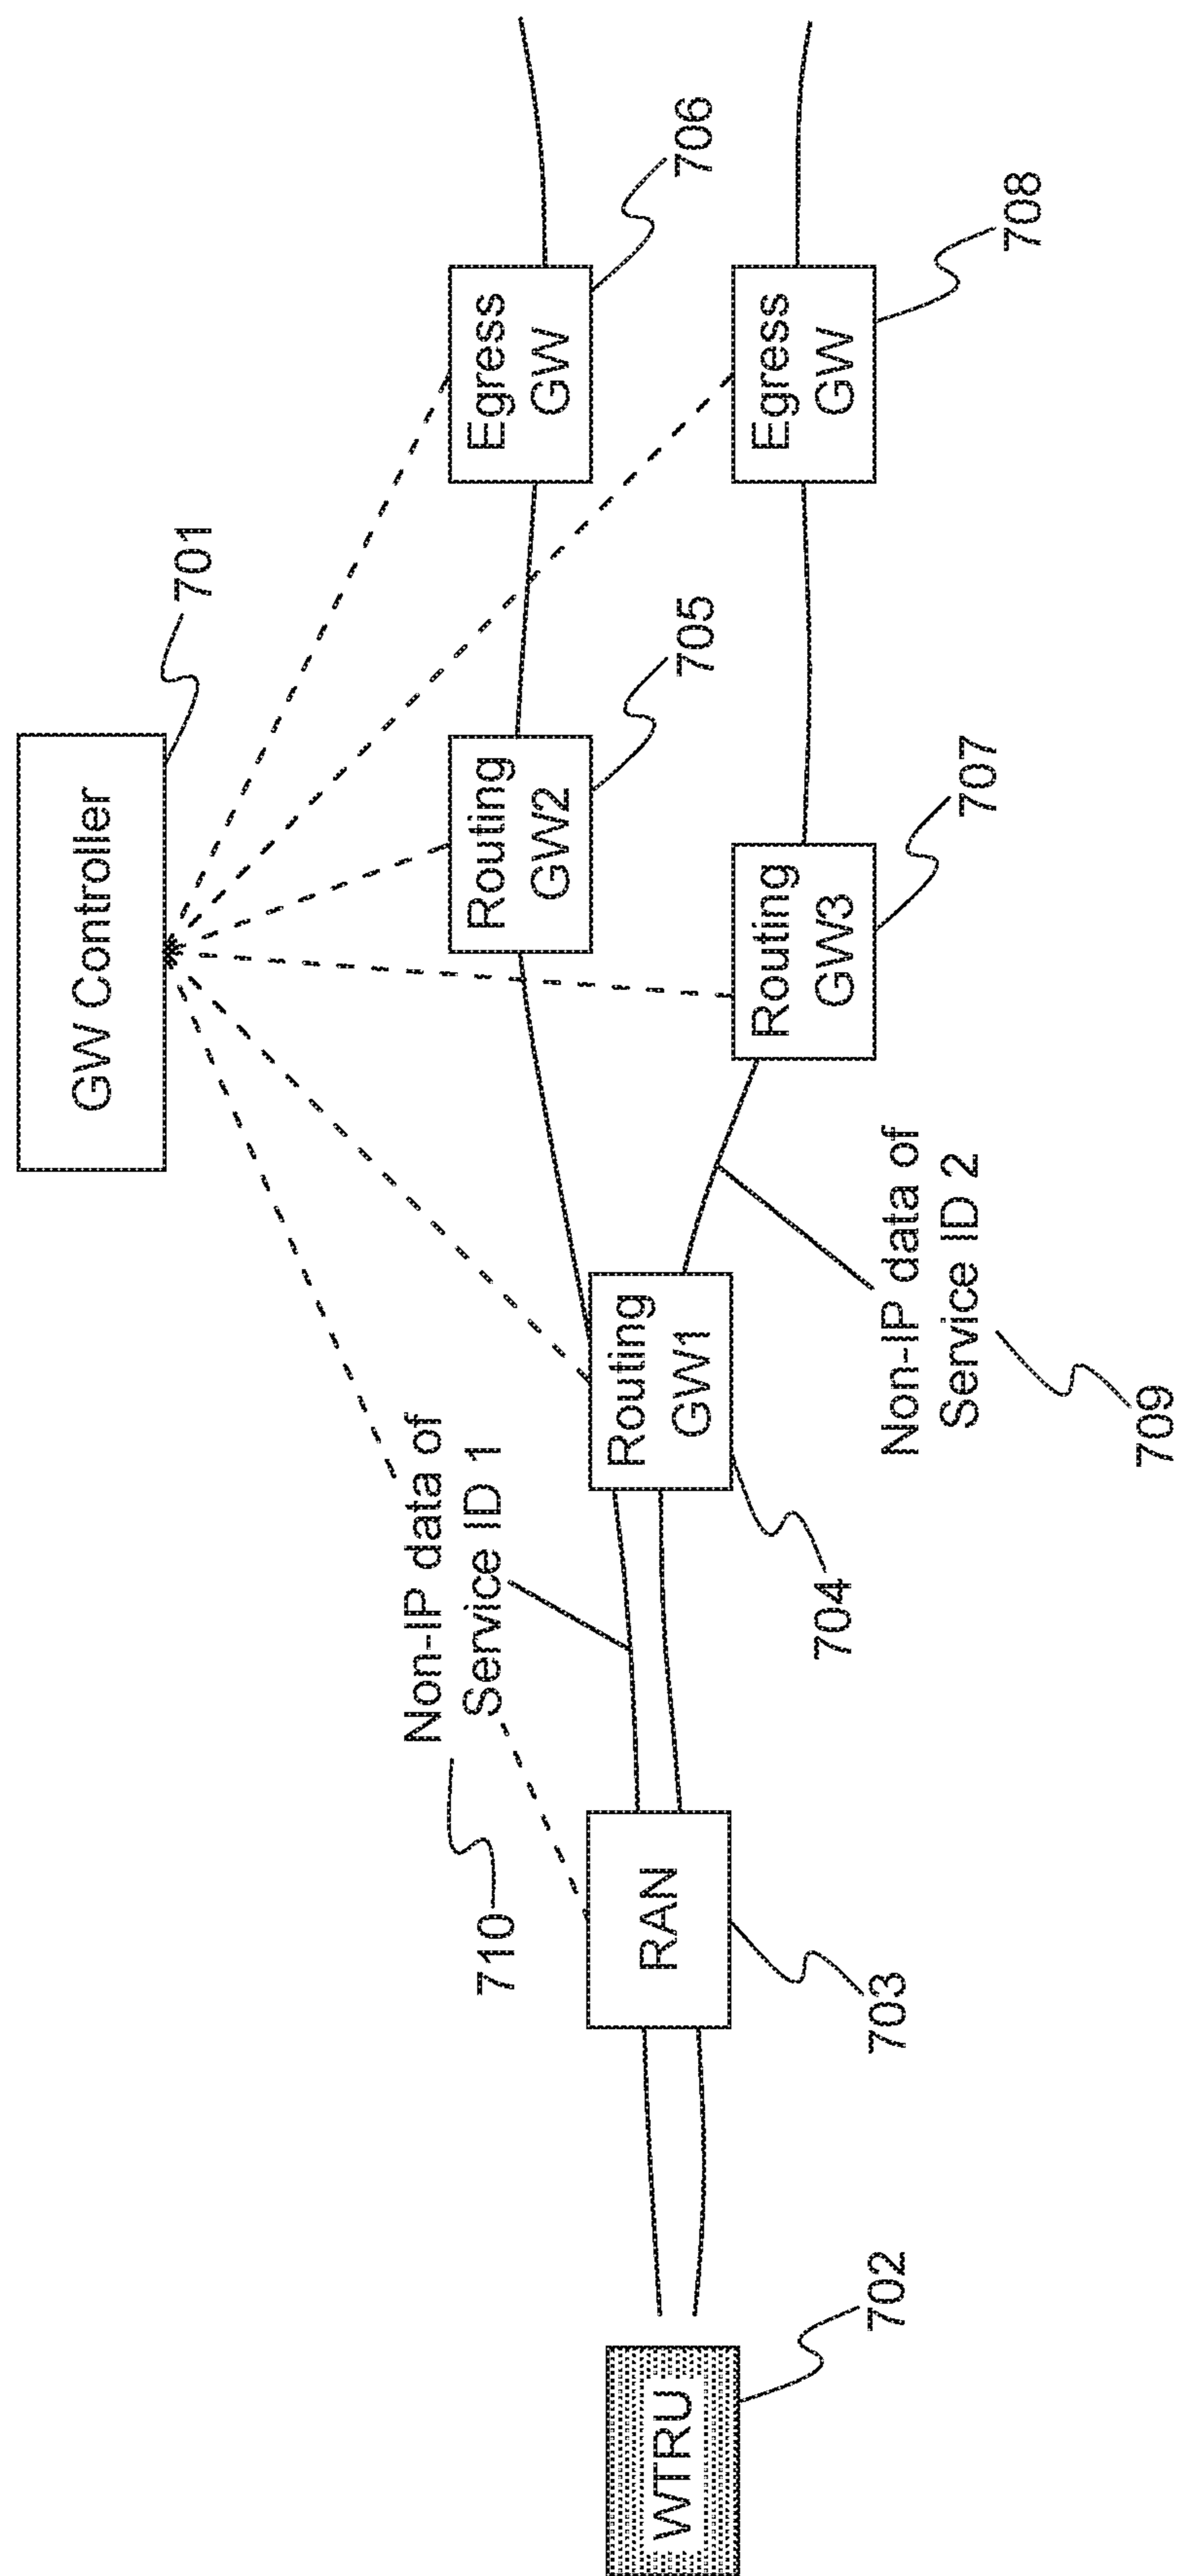 GW Controller
701
Non-IP data of
Service ID 1
710
Routing
GW2
705
Egress
GW
706
WTRU
702
RAN
703
Routing
GW1
704
Routing
GW3
707
Egress
GW
708
Non-IP data of
Service ID 2
709